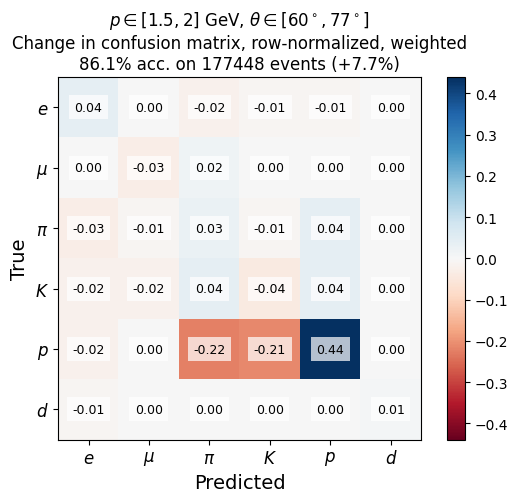 p ∈ [1.5, 2] GeV, θ ∈ [60°, 77°]
Change in confusion matrix, row-normalized, weighted
86.1% acc. on 177448 events (+7.7%)
e 0.04 0.00 -0.02 -0.01 -0.01 0.00
μ 0.00 -0.03 0.02 0.00 0.00 0.00
π -0.03 -0.01 0.03 -0.01 0.04 0.00
K -0.02 -0.02 0.04 -0.04 0.04 0.00
p -0.02 0.00 -0.22 -0.21 0.44 0.00
d -0.01 0.00 0.00 0.00 0.00 0.01
e μ π K p d
True
Predicted
0.4
0.3
0.2
0.1
0.0
−0.1
−0.2
−0.3
−0.4